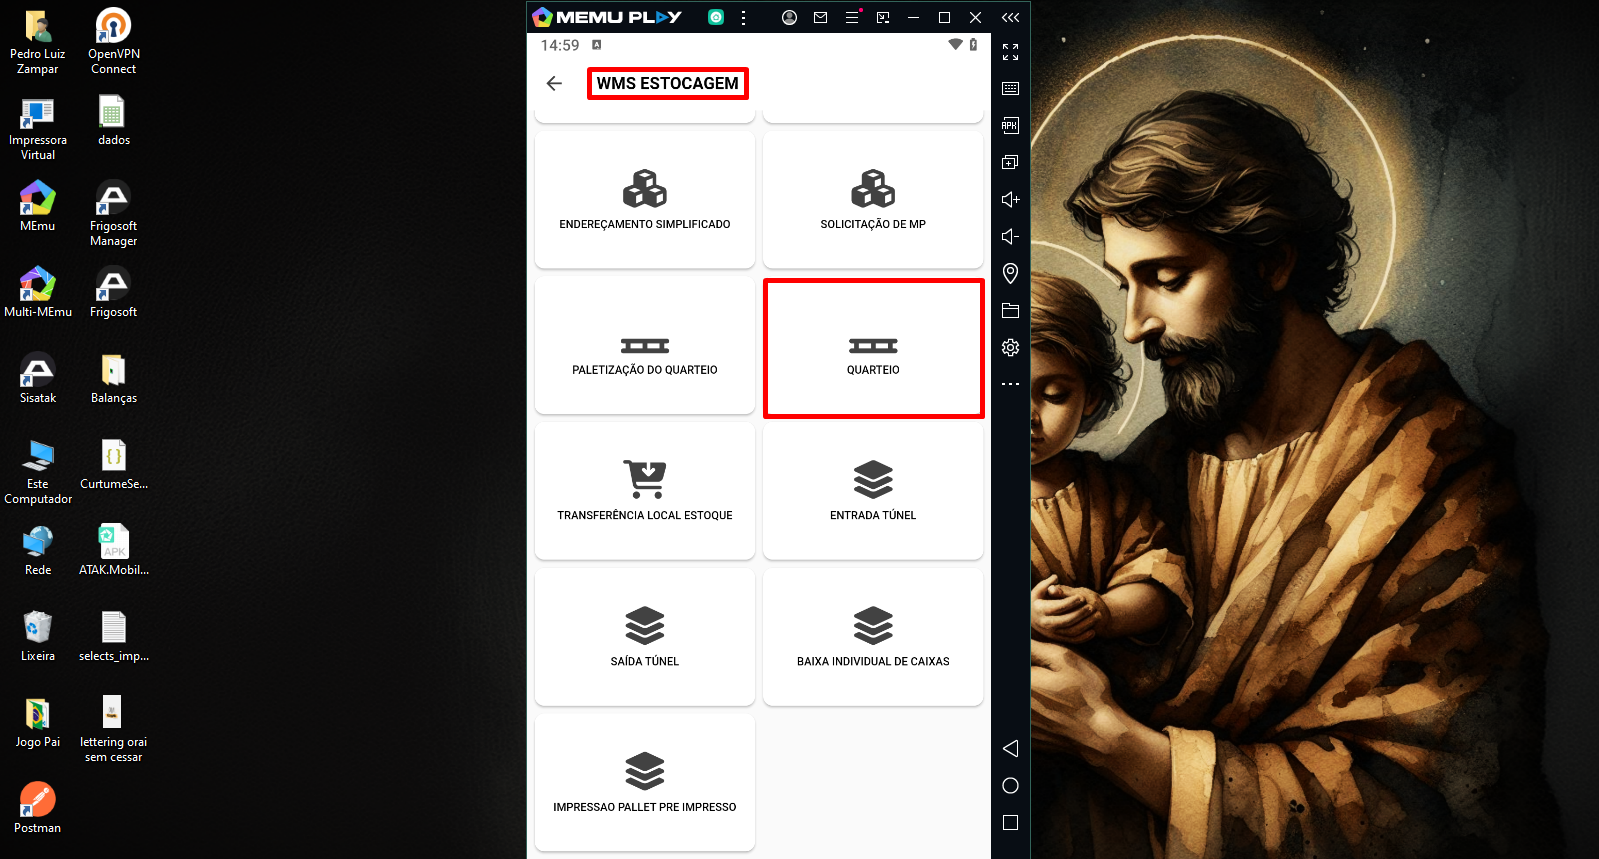 Pedro Luiz
Zampar
OpenVPN
Connect
Impressora
Virtual
dados
MEmu
Frigosoft
Manager
Multi-MEmu
Frigosoft
Sisatak
Balanças
Este
Computador
CurtumeSe...
Rede
ATAK.Mobil...
APK
Lixeira
selects_imp...
Jogo Pai
lettering orai
sem cessar
Postman
MEMU PLAY
14:59
WMS ESTOCAGEM
ENDEREÇAMENTO SIMPLIFICADO
SOLICITAÇÃO DE MP
PALETIZAÇÃO DO QUARTEIO
QUARTEIO
TRANSFERÊNCIA LOCAL ESTOQUE
ENTRADA TÚNEL
SAÍDA TÚNEL
BAIXA INDIVIDUAL DE CAIXAS
IMPRESSAO PALLET PRE IMPRESSO
APK